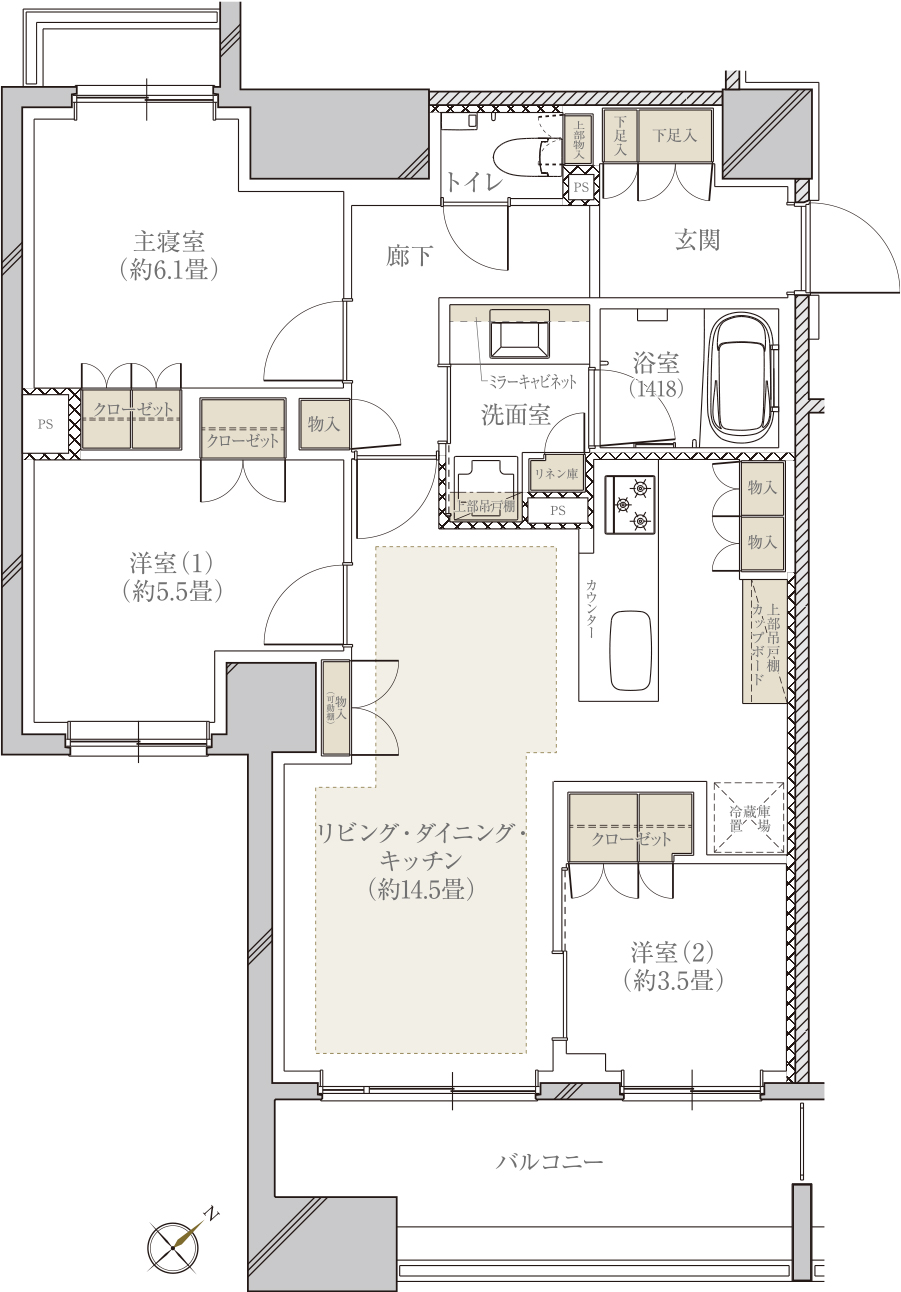 上部物入
下足入
下足入
トイレ
PS
主寝室
（約6.1畳）
廊下
玄関
ミラーキャビネット
浴室
（1418）
洗面室
クローゼット
クローゼット
物入
PS
リネン庫
上部吊戸棚
PS
物入
物入
洋室（1）
（約5.5畳）
カウンター
上部吊戸棚
カップボード
物入
（可動棚）
冷蔵庫
置場
リビング・ダイニング・
キッチン
（約14.5畳）
クローゼット
洋室（2）
（約3.5畳）
バルコニー
N